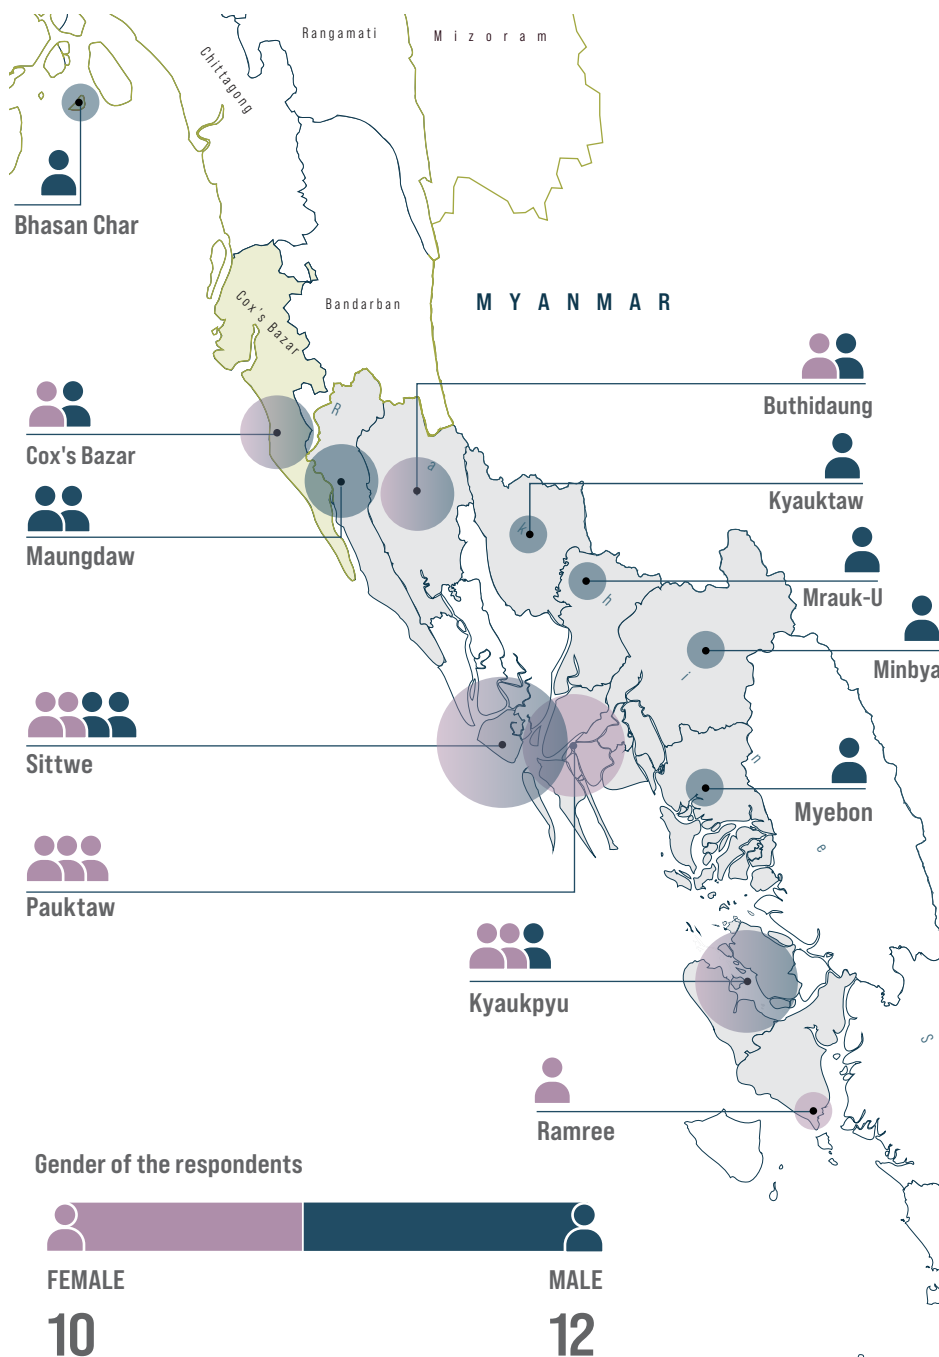 Rangamati
Mizoram
Chittagong
Bhasan Char
Cox's Bazar
Bandarban
MYANMAR
Buthidaung
Cox's Bazar
Kyauktaw
Maungdaw
Mrauk-U
Minbya
R
a
k
h
i
n
e
S
Sittwe
Myebon
Pauktaw
Kyaukpyu
Ramree
Gender of the respondents
FEMALE
MALE
10
12